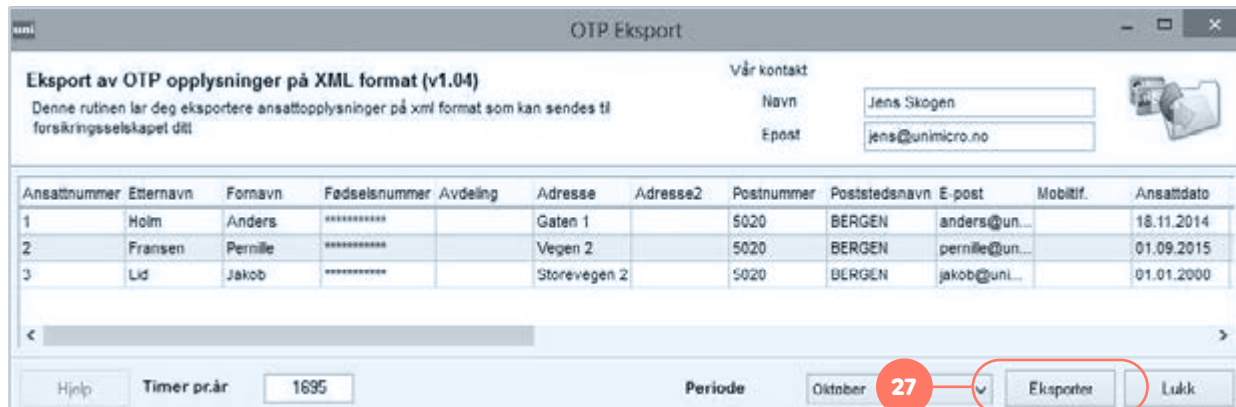 uni OTP Eksport
Eksport av OTP opplysninger på XML format (v1.04)
Denne rutinen lar deg eksportere ansattopplysninger på xml format som kan sendes til
forsikringsselskapet ditt
Vår kontakt
Navn Jens Skogen
Epost jens@unimicro.no
Ansattnummer Etternavn Fornavn Fødselsnummer Avdeling Adresse Adresse2 Postnummer Poststedsnavn E-post Mobiltlf. Ansattdato
1 Holm Anders *********** Gaten 1 5020 BERGEN anders@un... 18.11.2014
2 Fransen Pernille *********** Vegen 2 5020 BERGEN pernille@un... 01.09.2015
3 Lid Jakob *********** Storevegen 2 5020 BERGEN jakob@uni... 01.01.2000
Hjelp Timer pr.år 1695 Periode Oktober 27 Eksporter Lukk